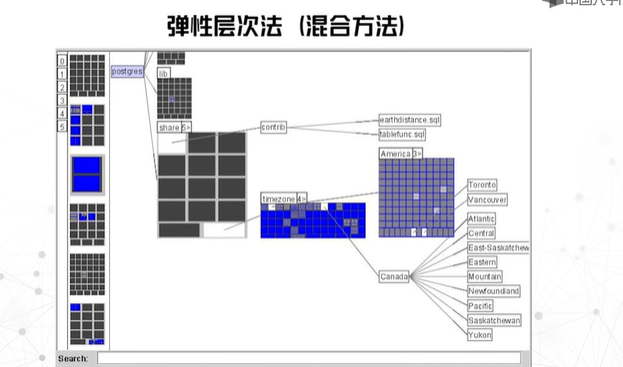 弹性层次法 (混合方法)
0
1
2
3
4
5
postgres
lib
share 5>
contrib
earthdistance.sql
tablefunc.sql
America 3>
timezone 4>
Toronto
Vancouver
Atlantic
Central
East-Saskatchew
Eastern
Canada
Mountain
Newfoundland
Pacific
Saskatchewan
Yukon
Search: